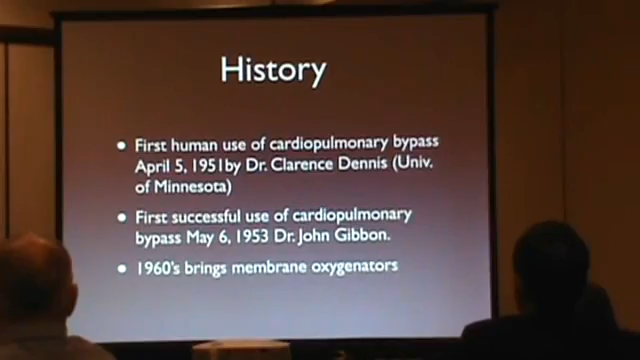 History
• First human use of cardiopulmonary bypass
April 5, 1951by Dr. Clarence Dennis (Univ.
of Minnesota)
• First successful use of cardiopulmonary
bypass May 6, 1953 Dr. John Gibbon.
• 1960's brings membrane oxygenators